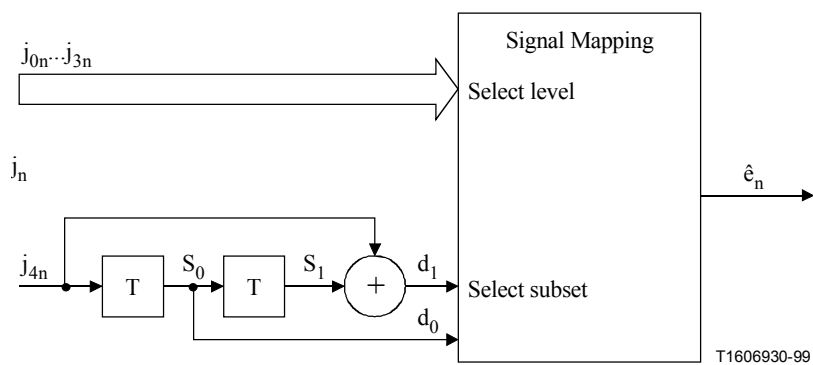 Signal Mapping
j0n...j3n
Select level
jn
ên
j4n
T
S0
T
S1
+
d1
Select subset
d0
T1606930-99